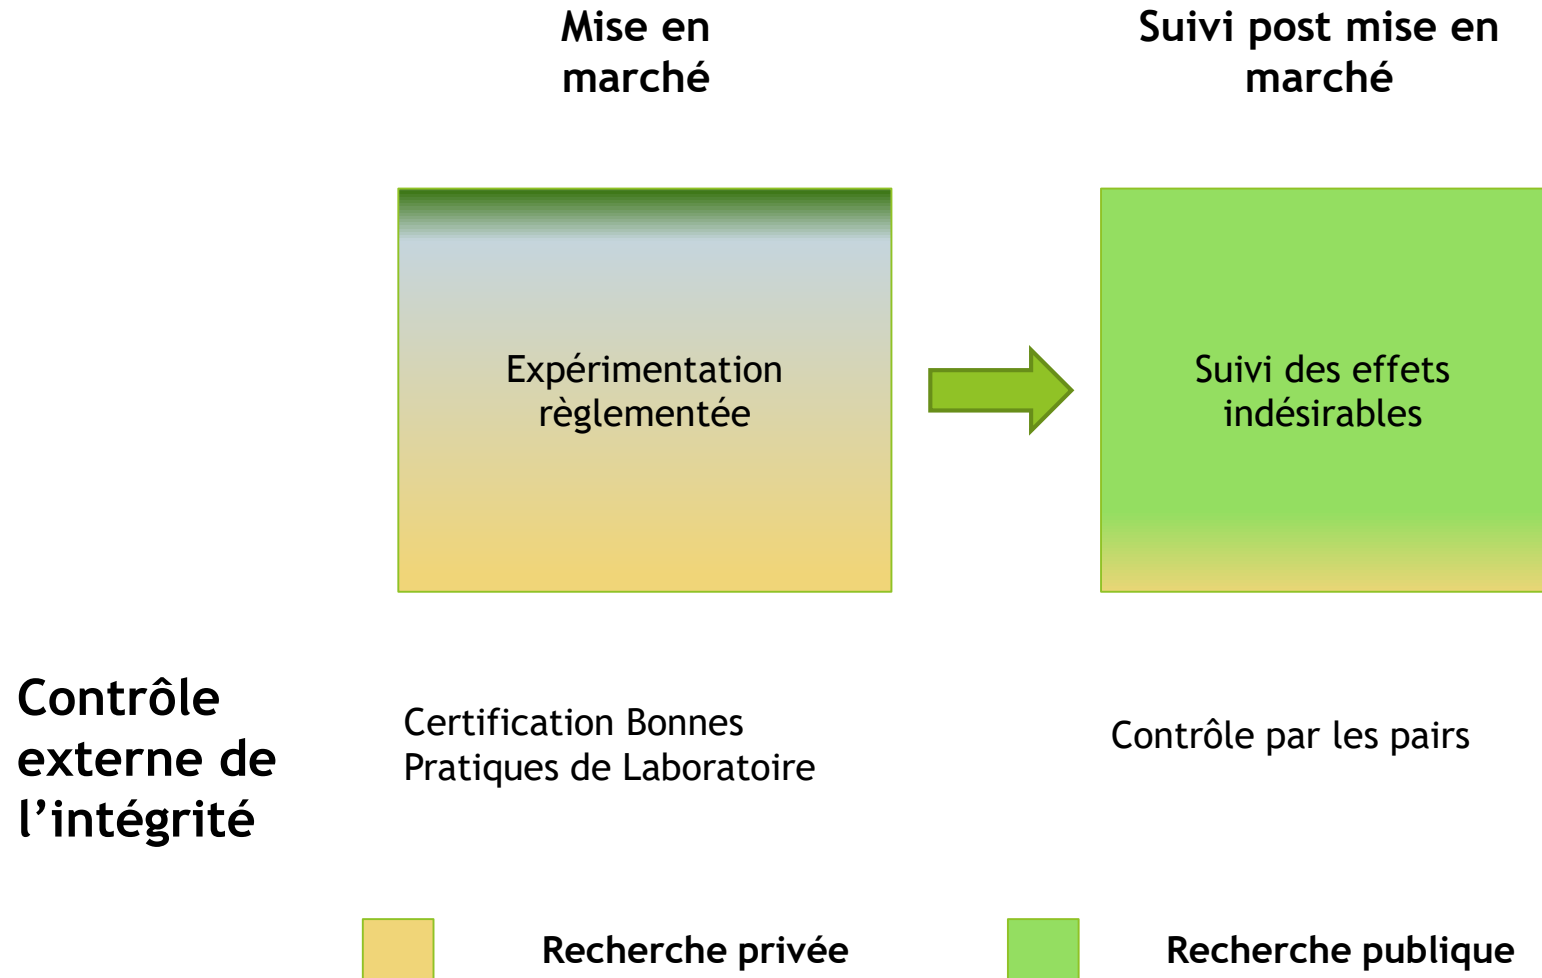 Mise en
marché
Suivi post mise en
marché
Expérimentation
règlementée
Suivi des effets
indésirables
Contrôle
externe de
l’intégrité
Certification Bonnes
Pratiques de Laboratoire
Contrôle par les pairs
Recherche privée
Recherche publique